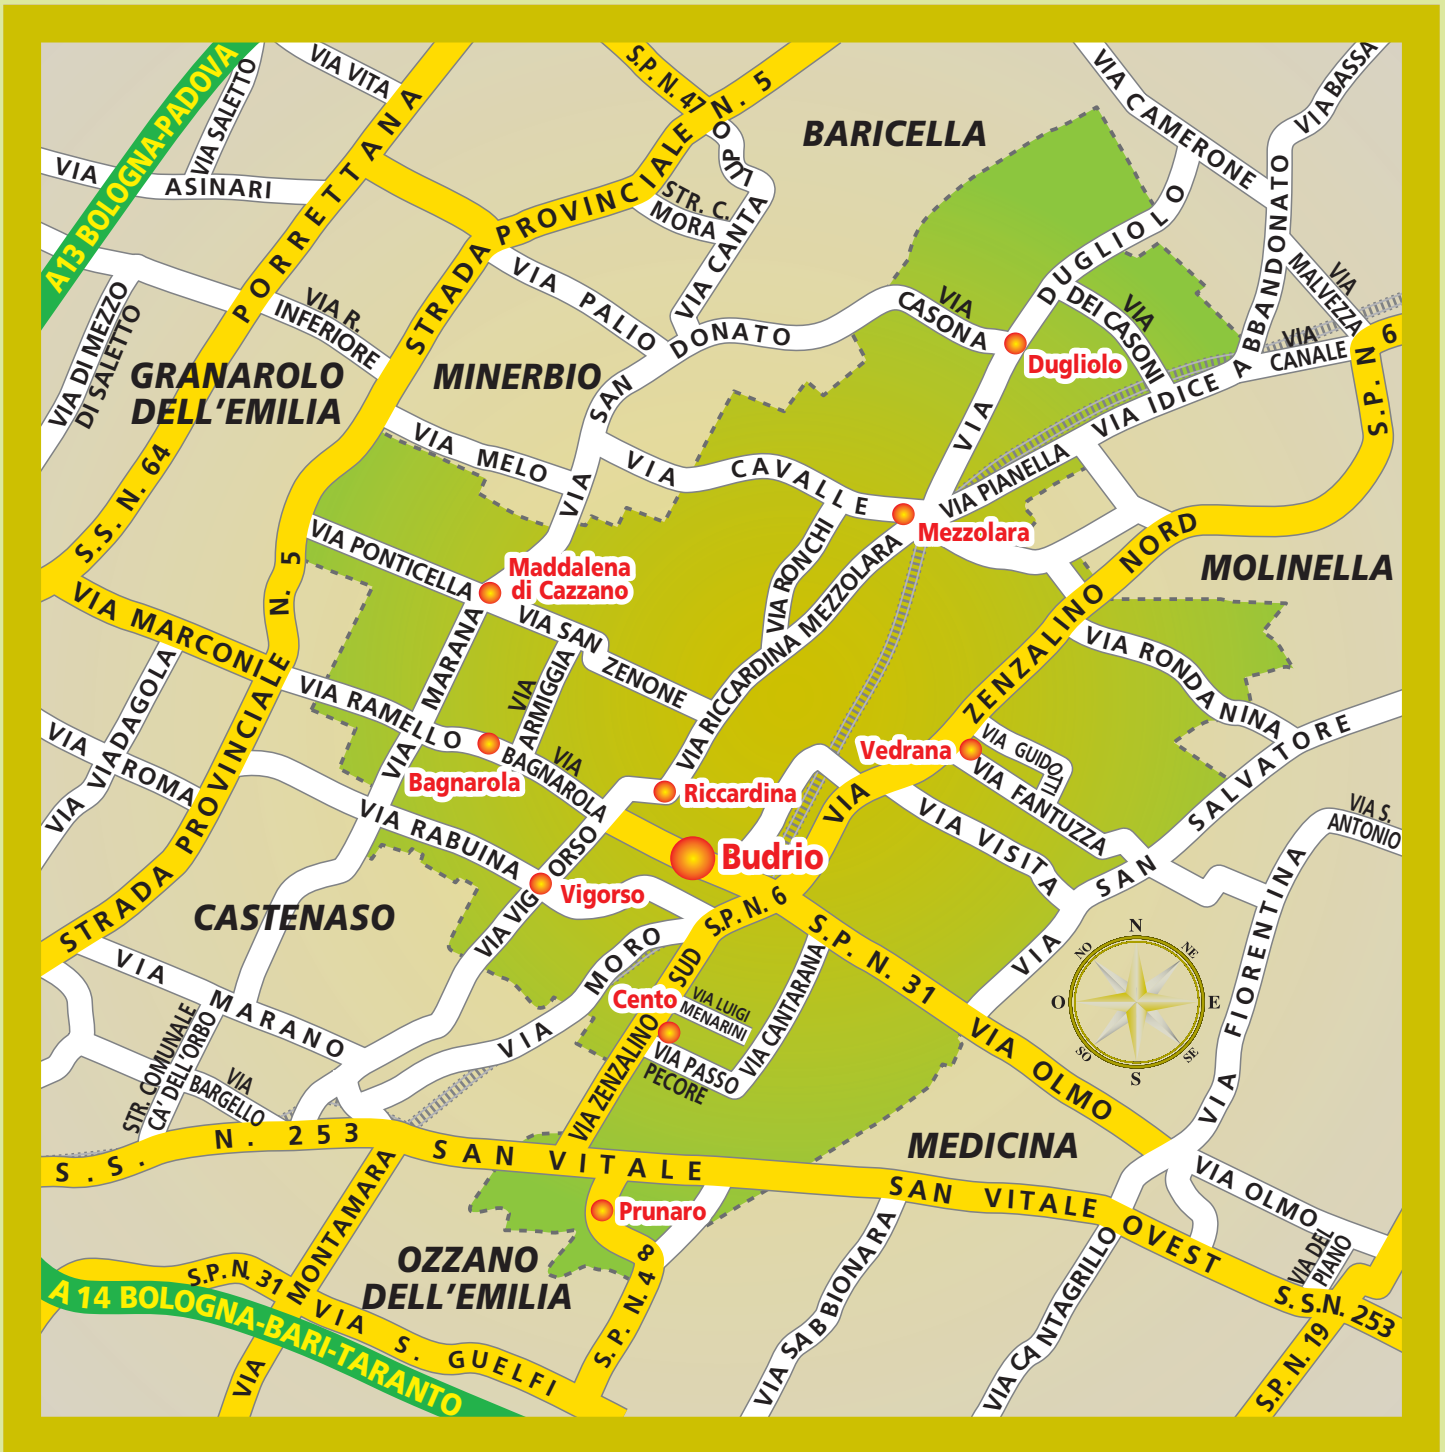 VIA VITA
S.P. N. 47
STRADA PROVINCIALE N. 5
VIA CAMERONE
VIA BASSA
A13 BOLOGNA-PADOVA
VIA SALETTO
VIA ASINARI
S.S. N. 64 PORRETTANA
BARICELLA
STR. C.
MORA
VIA CANTALUPO
VIA DUGLIOLO
VIA IDICE ABBANDONATO
VIA
MALVEZZA
VIA DI MEZZO
DI SALETTO
VIA R.
INFERIORE
VIA PALIO
VIA SAN DONATO
VIA
CASONA
VIA
DEI CASONI
VIA
CANALE
S.P. N. 6
Dugliolo
GRANAROLO
DELL'EMILIA
MINERBIO
VIA MELO
VIA CAVALLE
VIA PIANELLA
Mezzolara
VIA PONTICELLA
VIA RONCHI
VIA RICCARDINA MEZZOLARA
MOLINELLA
Maddalena
di Cazzano
VIA MARCONI
VIA MARANA
VIA SAN ZENONE
VIA
ARMIGGIA
VIA ZENZALINO NORD
VIA RONDANINA
VIA VIADAGOLA
VIA ROMA
STRADA PROVINCIALE N. 5
VIA RAMELLO
Bagnarola
VIA
BAGNAROLA
Vedrana
VIA GUIDOTTI
VIA FANTUZZA
VIA SAN SALVATORE
Riccardina
VIA VISITA
VIA S.
ANTONIO
VIA RABUINA
VIA VIGORSO
Budrio
Vigorso
CASTENASO
S.P. N. 6
S.P. N. 31
VIA FIORENTINA
VIA MARANO
VIA MORO
VIA ZENZALINO SUD
Cento
VIA LUIGI
MENARINI
VIA CANTARANA
VIA PASSO
PECORE
VIA OLMO
N
NO
NE
O
E
SO
SE
S
STR. COMUNALE
CA' DELL'ORBO
VIA
BARGELLO
S.S. N. 253 SAN VITALE
MEDICINA
SAN VITALE OVEST
VIA OLMO
VIA DEL
PIANO
Prunaro
VIA MONTAMARA
OZZANO
DELL'EMILIA
S.P. N. 48
VIA SABBIONARA
VIA CANTAGRILLO
S.P. N. 31 VIA S. GUELFI
A 14 BOLOGNA-BARI-TARANTO
S.S.N. 253
S.P. N. 19